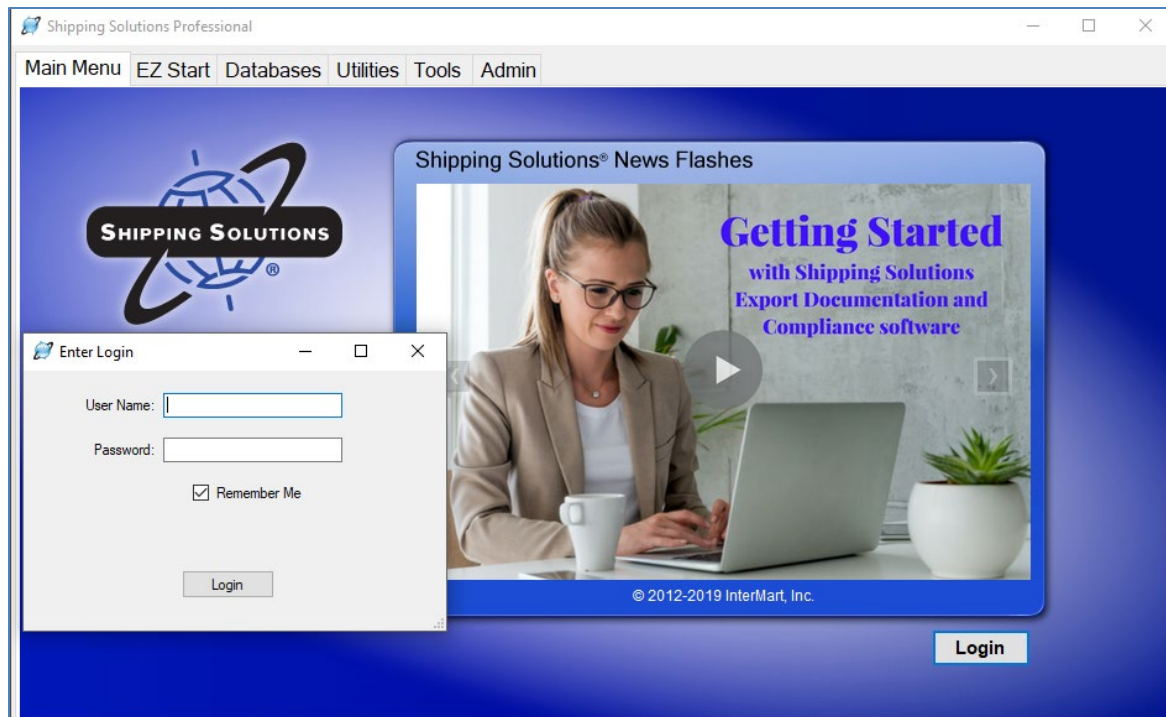 Shipping Solutions Professional
Main Menu EZ Start Databases Utilities Tools Admin
SHIPPING SOLUTIONS
®
Shipping Solutions® News Flashes
Getting Started
with Shipping Solutions
Export Documentation and
Compliance software
© 2012-2019 InterMart, Inc.
Enter Login
User Name:
Password:
Remember Me
Login
Login